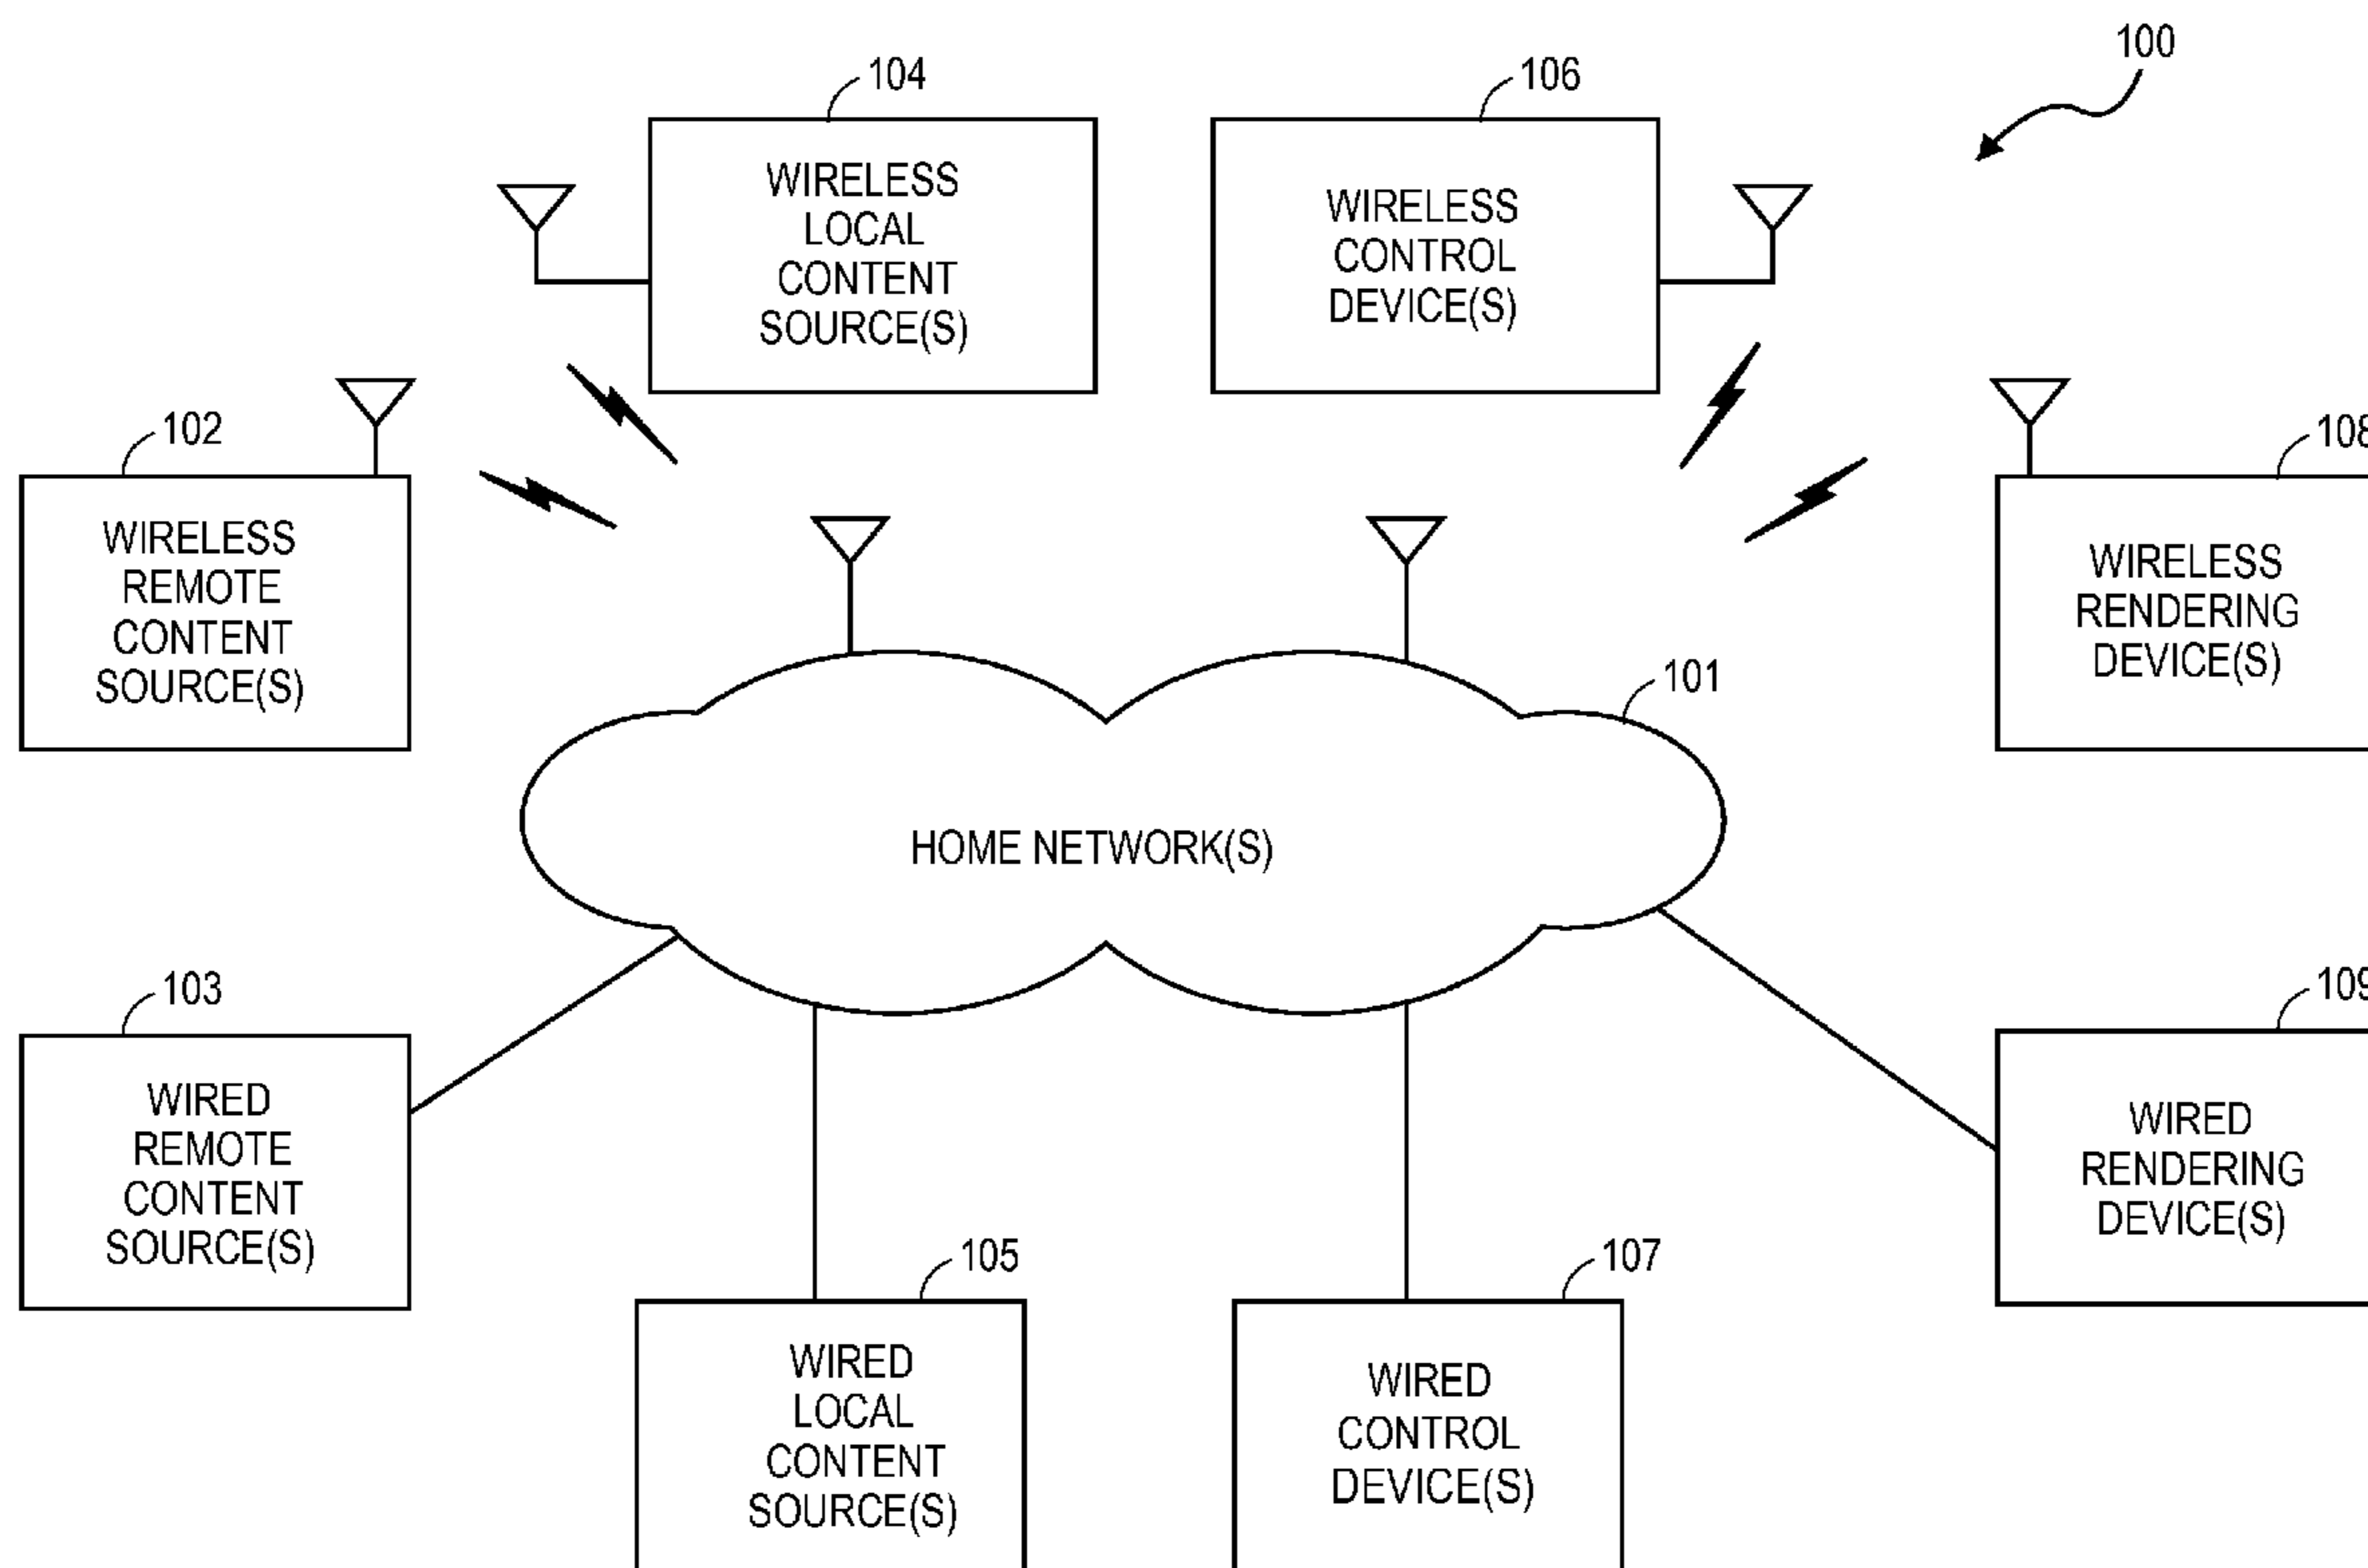 100
104
WIRELESS
LOCAL
CONTENT
SOURCE(S)
106
WIRELESS
CONTROL
DEVICE(S)
102
WIRELESS
REMOTE
CONTENT
SOURCE(S)
108
WIRELESS
RENDERING
DEVICE(S)
101
HOME NETWORK(S)
103
WIRED
REMOTE
CONTENT
SOURCE(S)
109
WIRED
RENDERING
DEVICE(S)
105
WIRED
LOCAL
CONTENT
SOURCE(S)
107
WIRED
CONTROL
DEVICE(S)